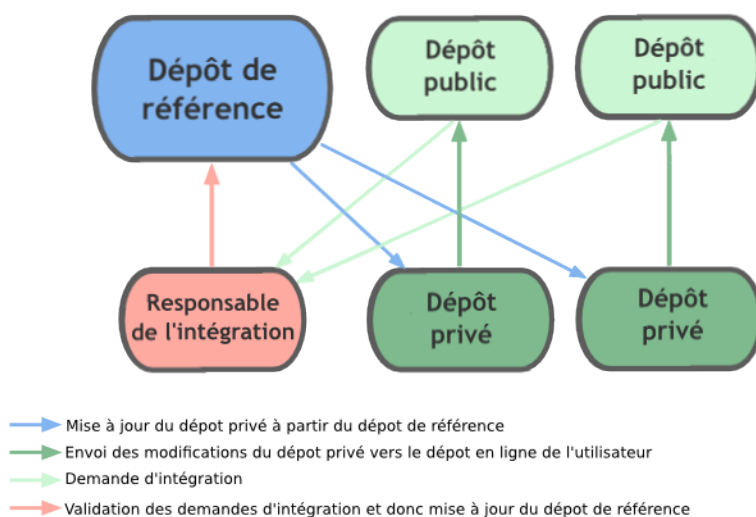 Dépôt de
référence
Dépôt
public
Dépôt
public
Responsable
de l'intégration
Dépôt
privé
Dépôt
privé
Mise à jour du dépot privé à partir du dépot de référence
Envoi des modifications du dépot privé vers le dépot en ligne de l'utilisateur
Demande d'intégration
Validation des demandes d'intégration et donc mise à jour du dépot de référence